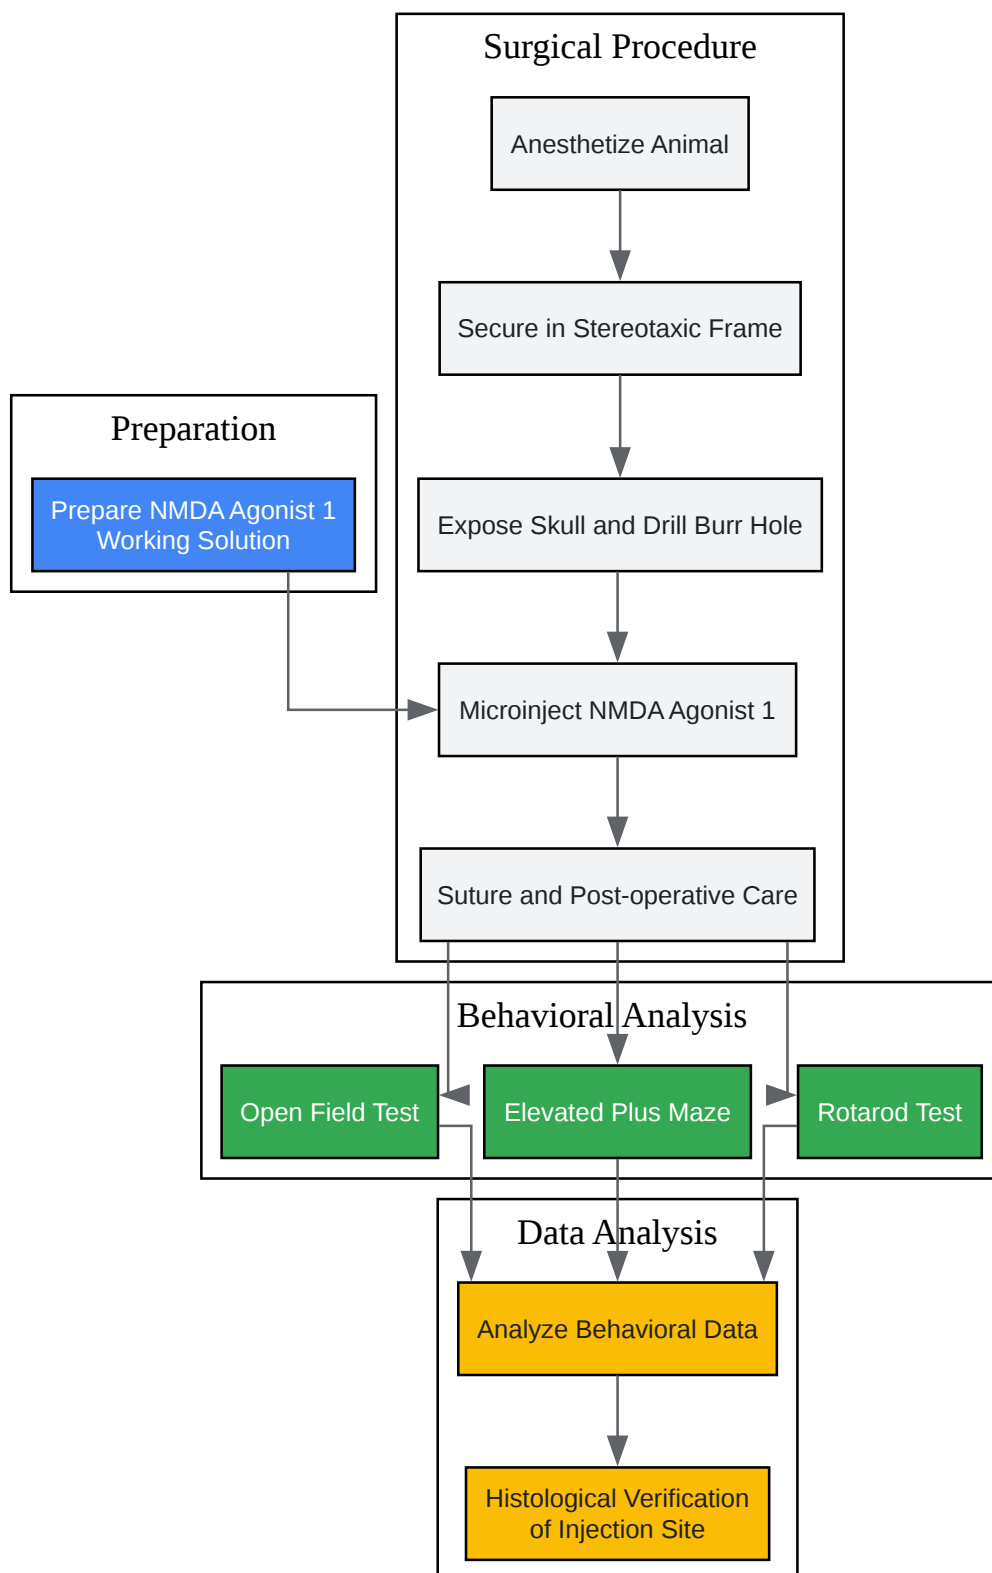 Surgical Procedure
Anesthetize Animal
Secure in Stereotaxic Frame
Preparation
Prepare NMDA Agonist 1
Working Solution
Expose Skull and Drill Burr Hole
Microinject NMDA Agonist 1
Suture and Post-operative Care
Behavioral Analysis
Open Field Test
Elevated Plus Maze
Rotarod Test
Data Analysis
Analyze Behavioral Data
Histological Verification
of Injection Site